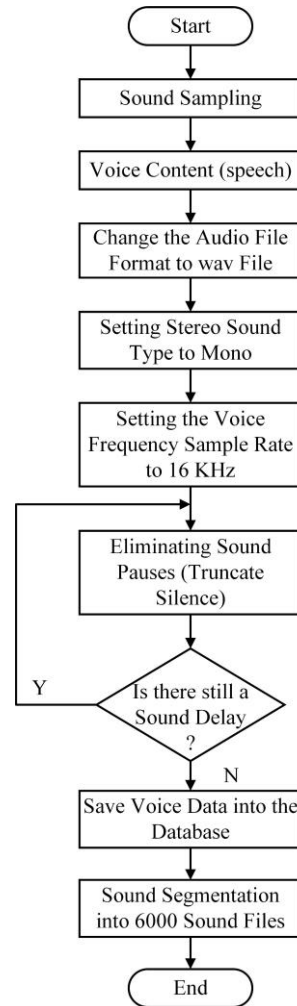 Start
Sound Sampling
Voice Content (speech)
Change the Audio File
Format to wav File
Setting Stereo Sound
Type to Mono
Setting the Voice
Frequency Sample Rate
to 16 KHz
Eliminating Sound
Pauses (Truncate
Silence)
Is there still a
Sound Delay
?
Y
N
Save Voice Data into the
Database
Sound Segmentation
into 6000 Sound Files
End